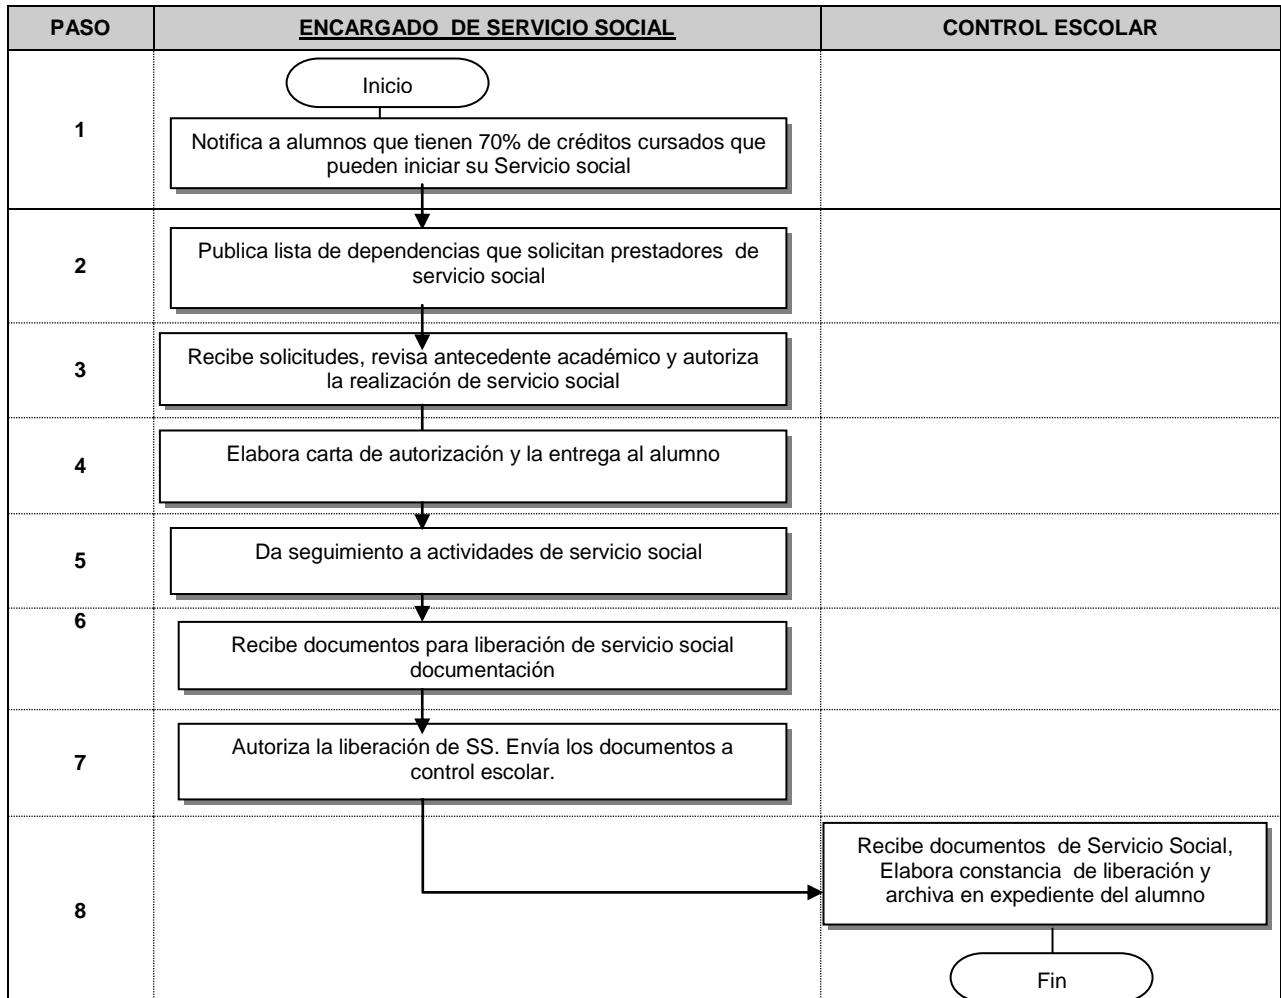 PASO ENCARGADO DE SERVICIO SOCIAL CONTROL ESCOLAR
Inicio
1
Notifica a alumnos que tienen 70% de créditos cursados que
pueden iniciar su Servicio social
2
Publica lista de dependencias que solicitan prestadores de
servicio social
3
Recibe solicitudes, revisa antecedente académico y autoriza
la realización de servicio social
4
Elabora carta de autorización y la entrega al alumno
5
Da seguimiento a actividades de servicio social
6
Recibe documentos para liberación de servicio social
documentación
7
Autoriza la liberación de SS. Envía los documentos a
control escolar.
8
Recibe documentos de Servicio Social,
Elabora constancia de liberación y
archiva en expediente del alumno
Fin